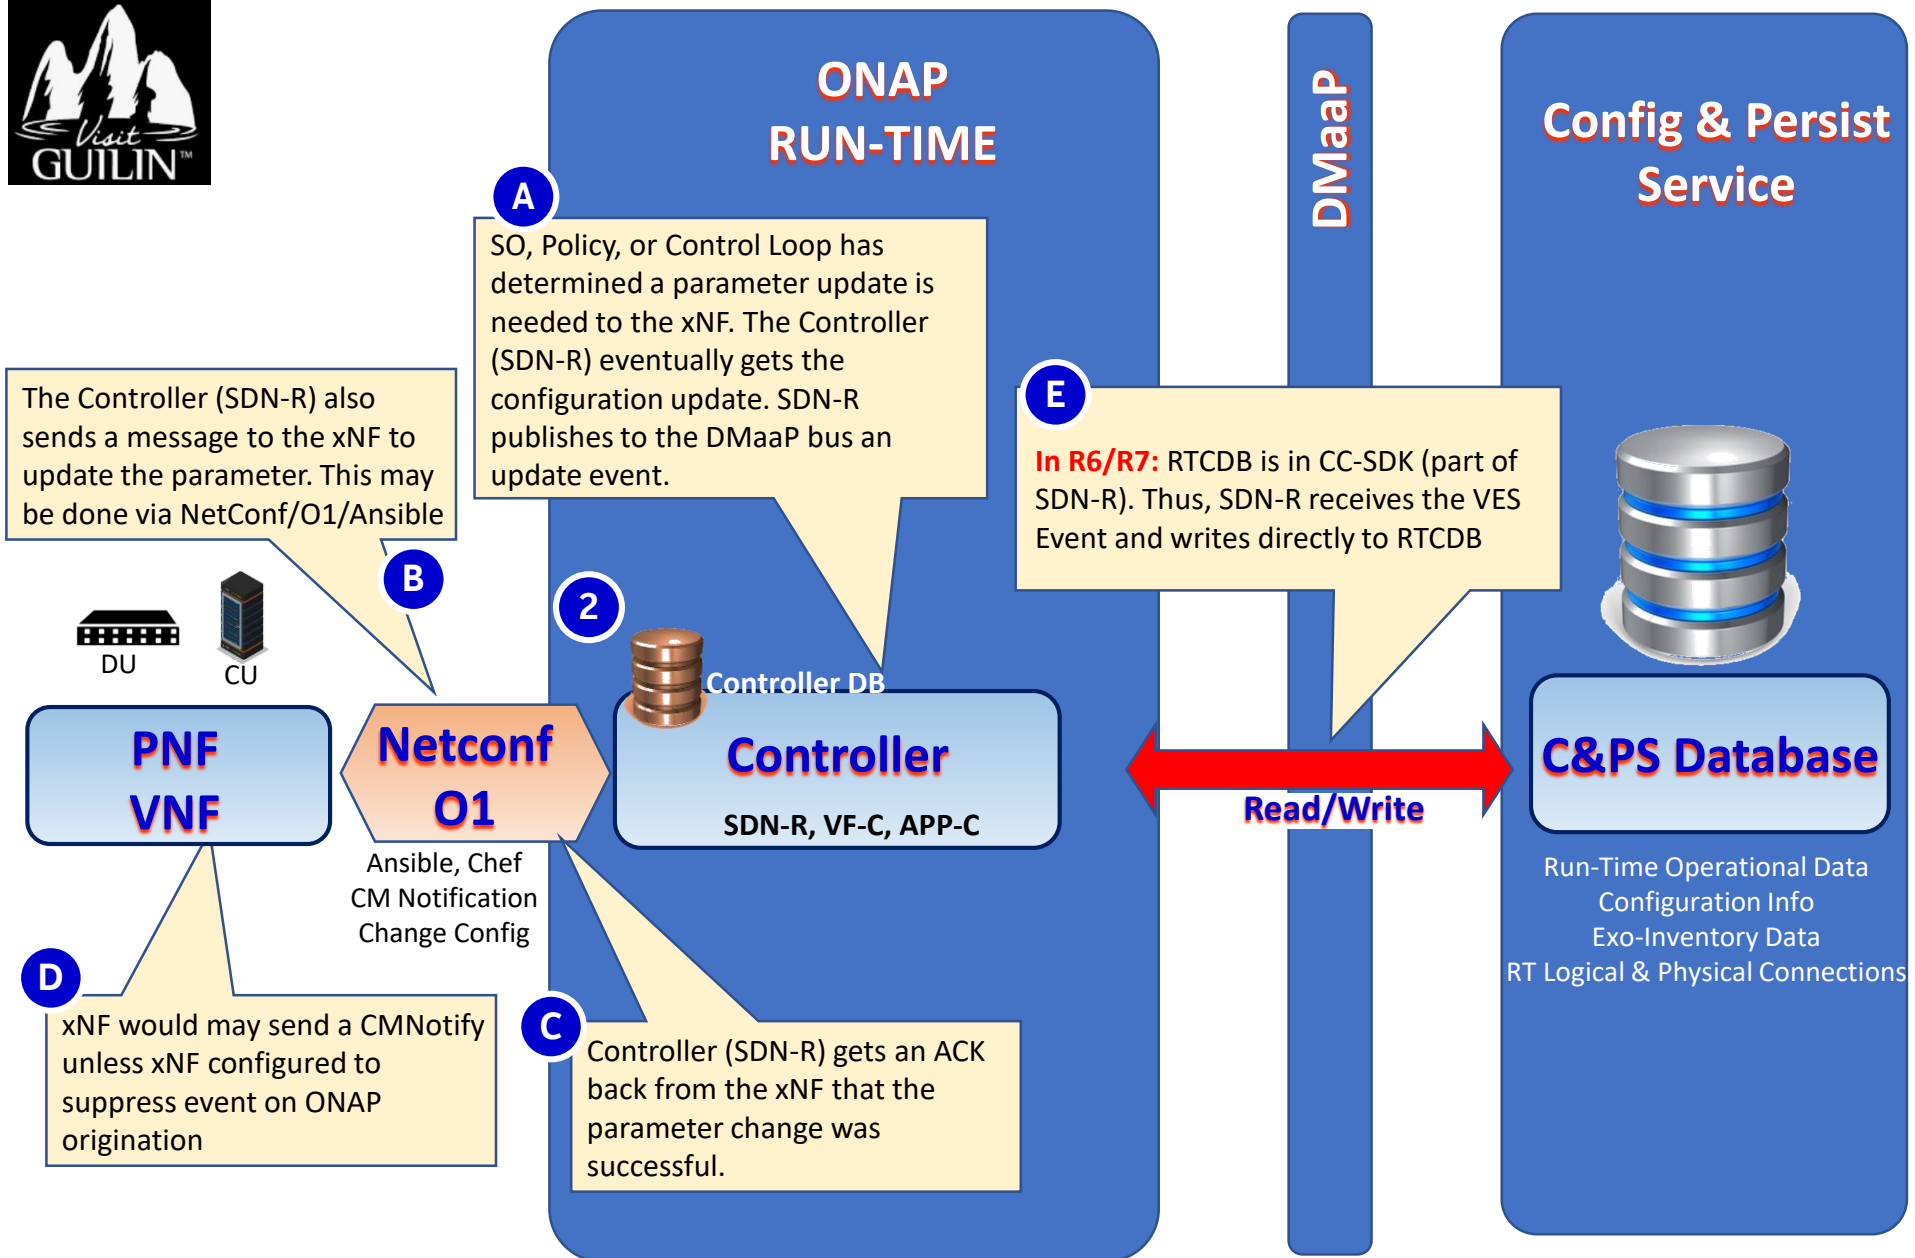 Visit
GUILIN™
ONAP
RUN-TIME
DMaaP
Config & Persist
Service
A
SO, Policy, or Control Loop has
determined a parameter update is
needed to the xNF. The Controller
(SDN-R) eventually gets the
configuration update. SDN-R
publishes to the DMaaP bus an
update event.
The Controller (SDN-R) also
sends a message to the xNF to
update the parameter. This may
be done via NetConf/O1/Ansible
B
E
In R6/R7: RTCDB is in CC-SDK (part of
SDN-R). Thus, SDN-R receives the VES
Event and writes directly to RTCDB
2
DU
CU
Controller DB
PNF
VNF
Netconf
O1
Controller
SDN-R, VF-C, APP-C
Read/Write
C&PS Database
Ansible, Chef
CM Notification
Change Config
Run-Time Operational Data
Configuration Info
Exo-Inventory Data
RT Logical & Physical Connections
D
xNF would may send a CMNotify
unless xNF configured to
suppress event on ONAP
origination
C
Controller (SDN-R) gets an ACK
back from the xNF that the
parameter change was
successful.